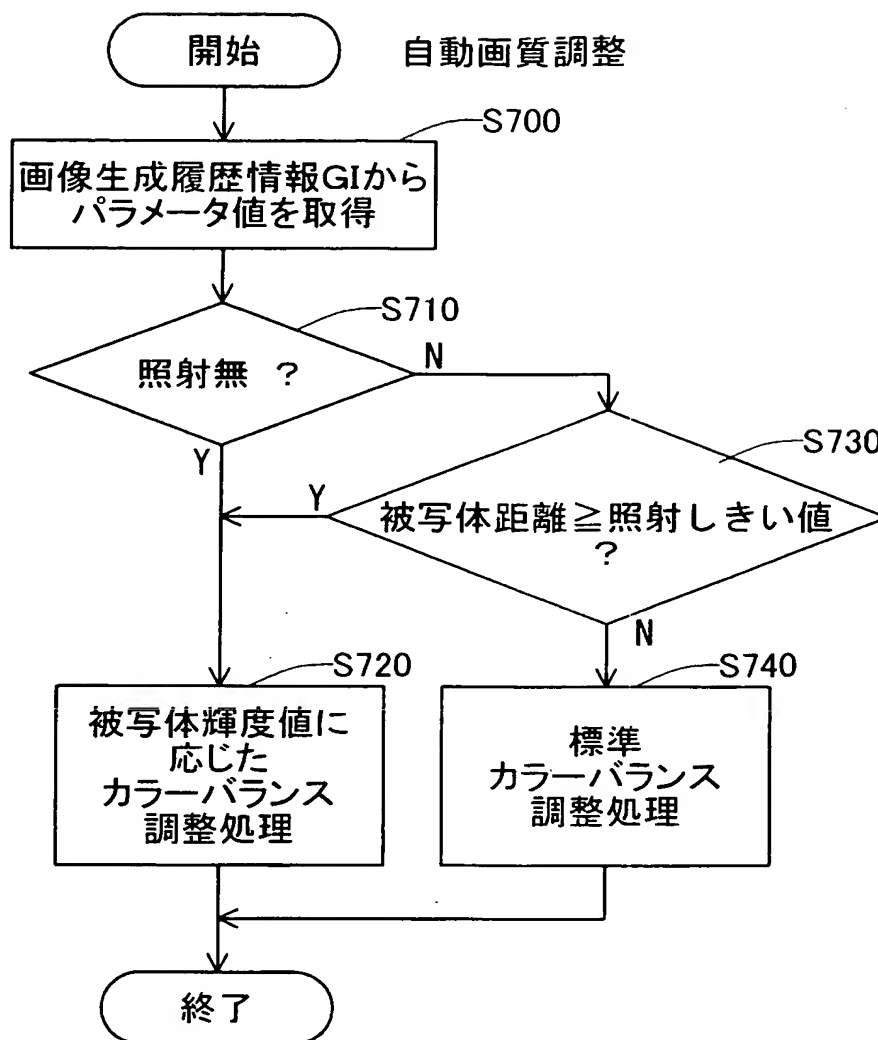 開始
自動画質調整
S700
画像生成履歴情報GIから
パラメータ値を取得
S710
照射無 ?
N
Y
S730
Y
被写体距離≧照射しきい値
?
N
S720
被写体輝度値に
応じた
カラーバランス
調整処理
S740
標準
カラーバランス
調整処理
終了